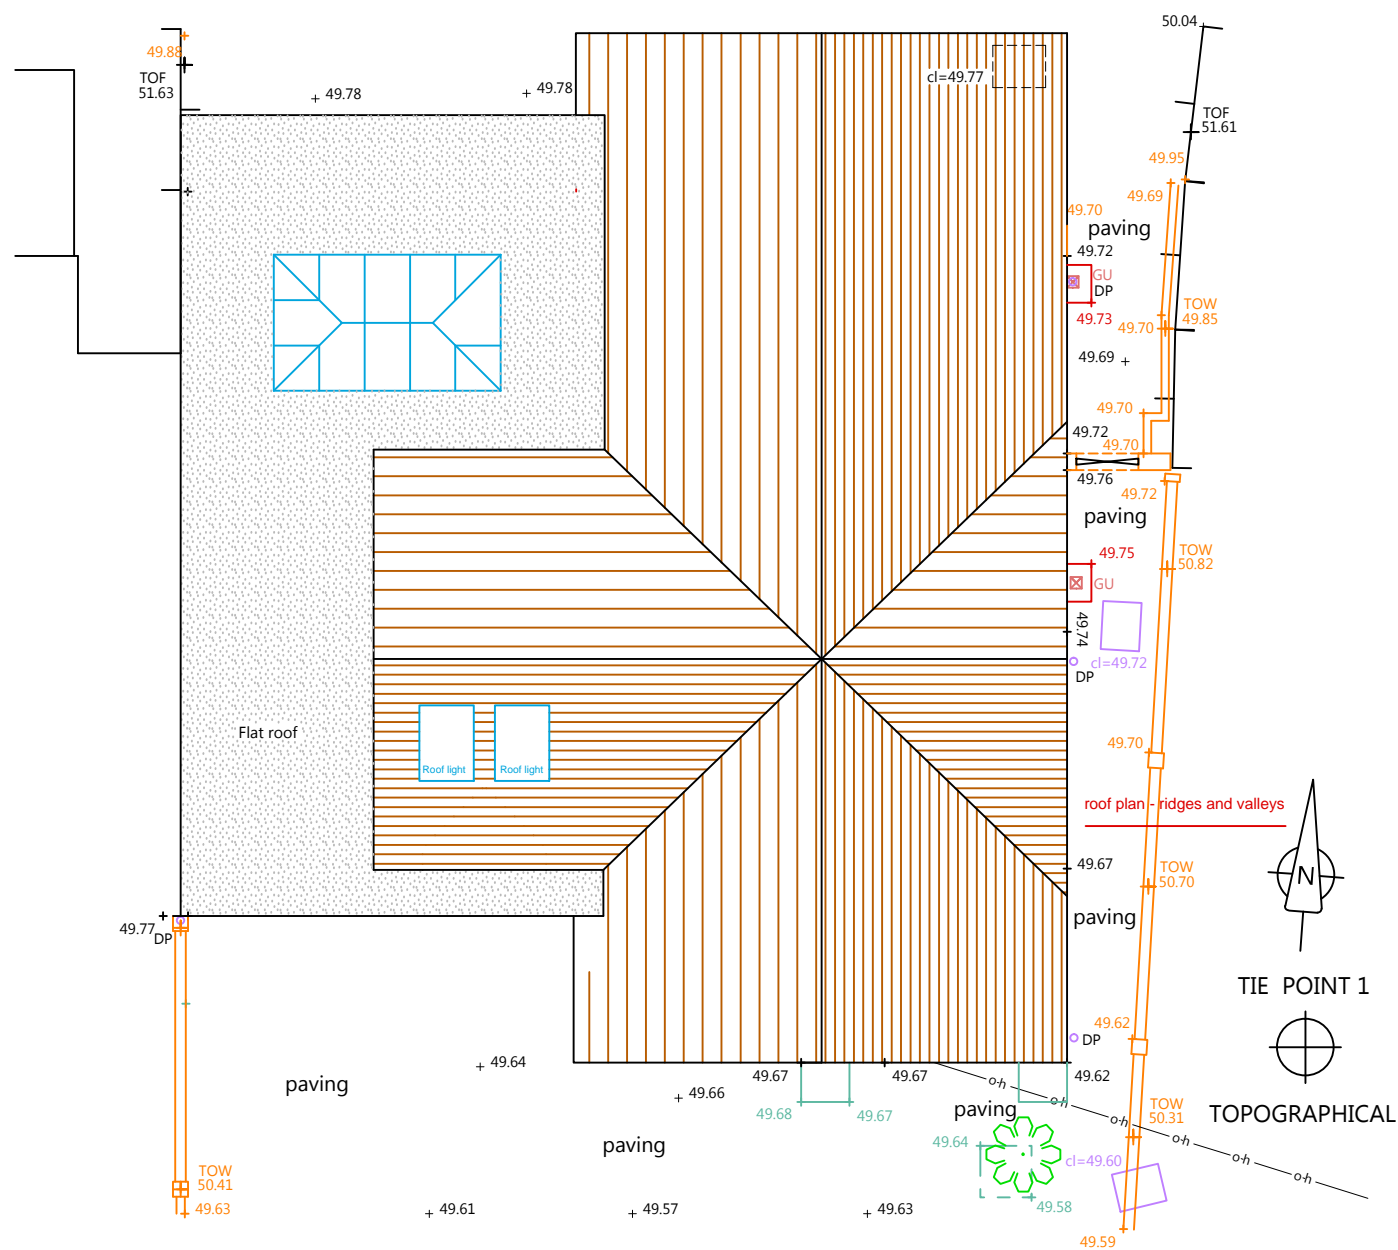 50.04
49.88
TOF
51.63
49.78
49.78
cl=49.77
TOF
51.61
49.95
49.69
49.70
paving
49.72
GU
DP
49.73
TOW
49.85
49.70
49.69
49.70
49.72
49.70
49.76
49.72
paving
49.75
TOW
50.82
GU
49.74
cl=49.72
DP
Flat roof
49.70
Roof light
Roof light
roof plan - ridges and valleys
49.67
TOW
50.70
N
paving
49.77
DP
TIE POINT 1
49.62
DP
49.64
49.67
49.67
49.62
paving
o-h
49.66
o-h
49.68
49.67
paving
TOW
50.31
TOPOGRAPHICAL
o-h
49.64
o-h
paving
cl=49.60
o-h
TOW
50.41
o-h
49.63
49.61
49.57
49.63
49.58
49.59